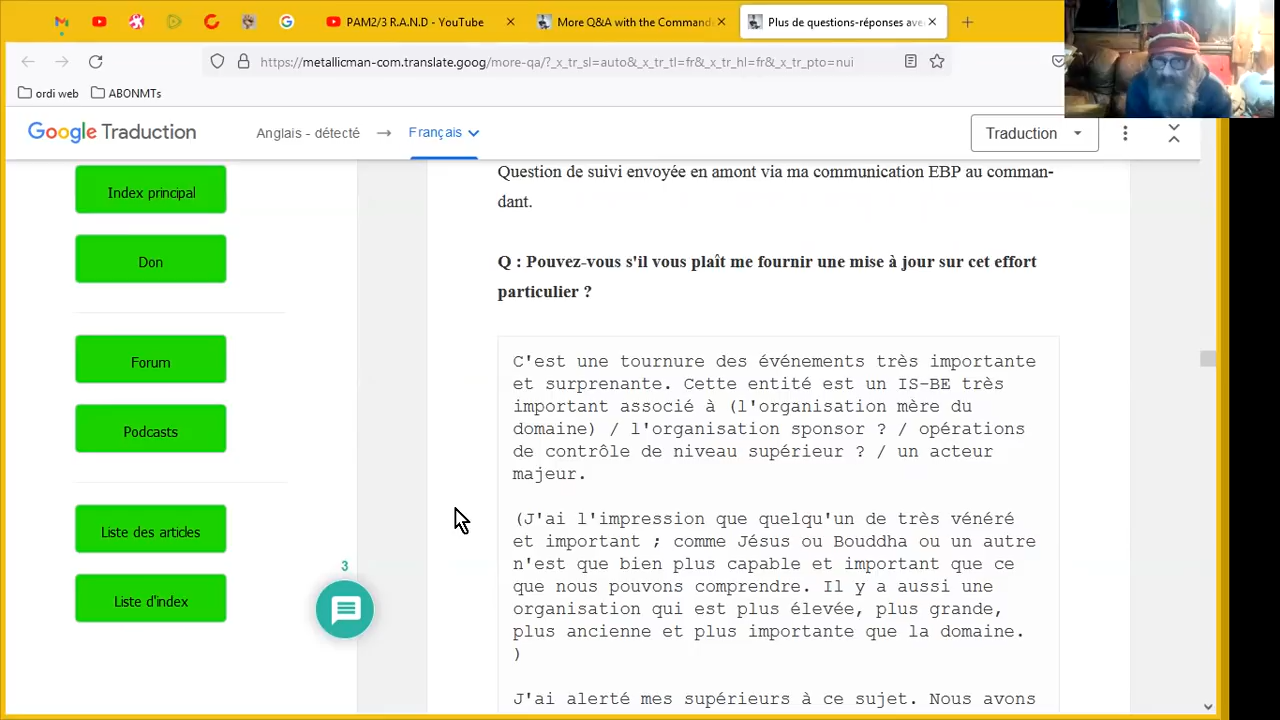 PAM2/3 R.A.N.D - YouTube
More Q&A with the Command
Plus de questions-réponses ave
https://metallicman-com.translate.goog/more-qa/?_x_tr_sl=auto&_x_tr_tl=fr&_x_tr_hl=fr&_x_tr_pto=nui
ordi web
ABONMTs
Google Traduction
Anglais - détecté
Français
Traduction
Index principal
Don
Forum
Podcasts
Liste des articles
Liste d'index
3
Question de suivi envoyée en amont via ma communication EBP au comman-
dant.
Q : Pouvez-vous s'il vous plaît me fournir une mise à jour sur cet effort
particulier ?
C'est une tournure des événements très importante
et surprenante. Cette entité est un IS-BE très
important associé à (l'organisation mère du
domaine) / l'organisation sponsor ? / opérations
de contrôle de niveau supérieur ? / un acteur
majeur.
(J'ai l'impression que quelqu'un de très vénéré
et important ; comme Jésus ou Bouddha ou un autre
n'est que bien plus capable et important que ce
que nous pouvons comprendre. Il y a aussi une
organisation qui est plus élevée, plus grande,
plus ancienne et plus importante que la domaine.
)
J'ai alerté mes supérieurs à ce sujet. Nous avons